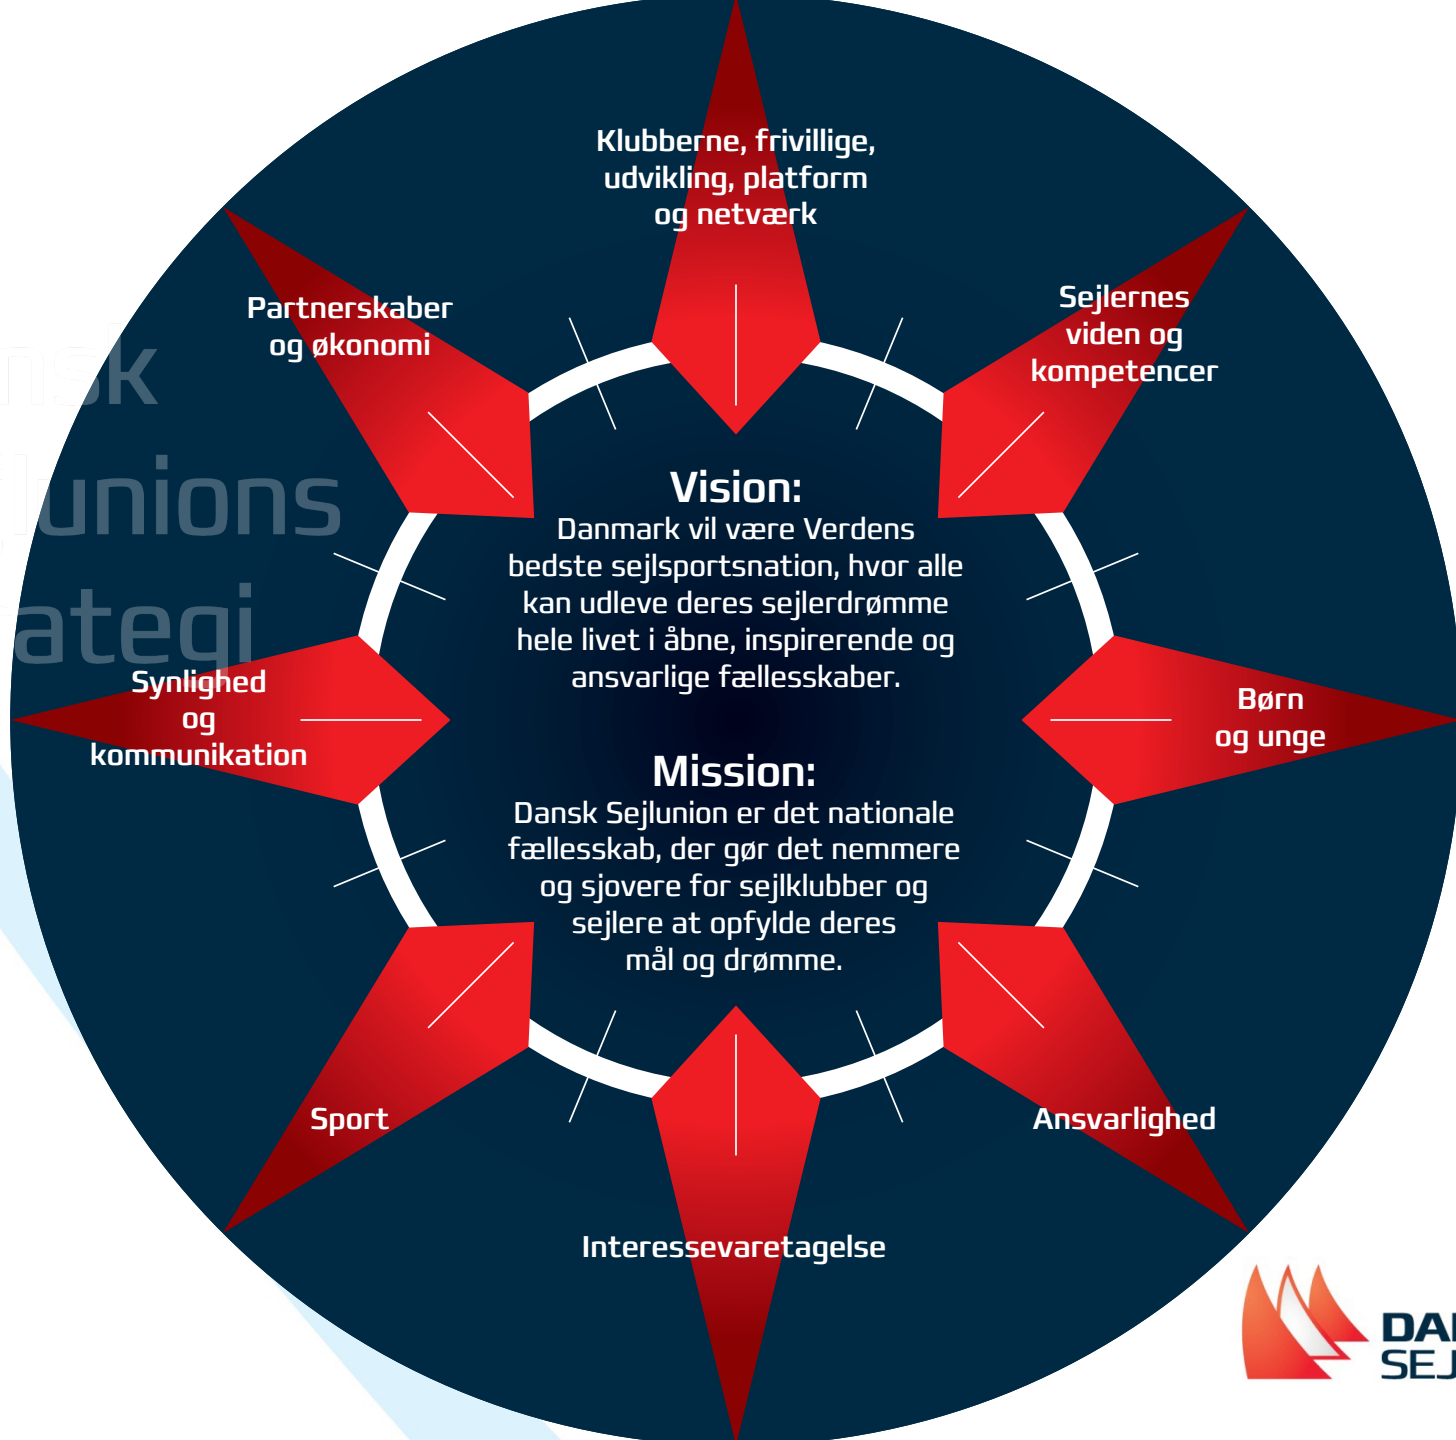 Klubberne, frivillige,
udvikling, platform
og netværk
Partnerskaber
og økonomi
Sejlernes
viden og
kompetencer
Vision:
Danmark vil være Verdens
bedste sejlsportsnation, hvor alle
kan udleve deres sejlerdrømme
hele livet i åbne, inspirerende og
ansvarlige fællesskaber.
Synlighed
og
kommunikation
Børn
og unge
Mission:
Dansk Sejlunion er det nationale
fællesskab, der gør det nemmere
og sjovere for sejlklubber og
sejlere at opfylde deres
mål og drømme.
Sport
Ansvarlighed
Interessevaretagelse